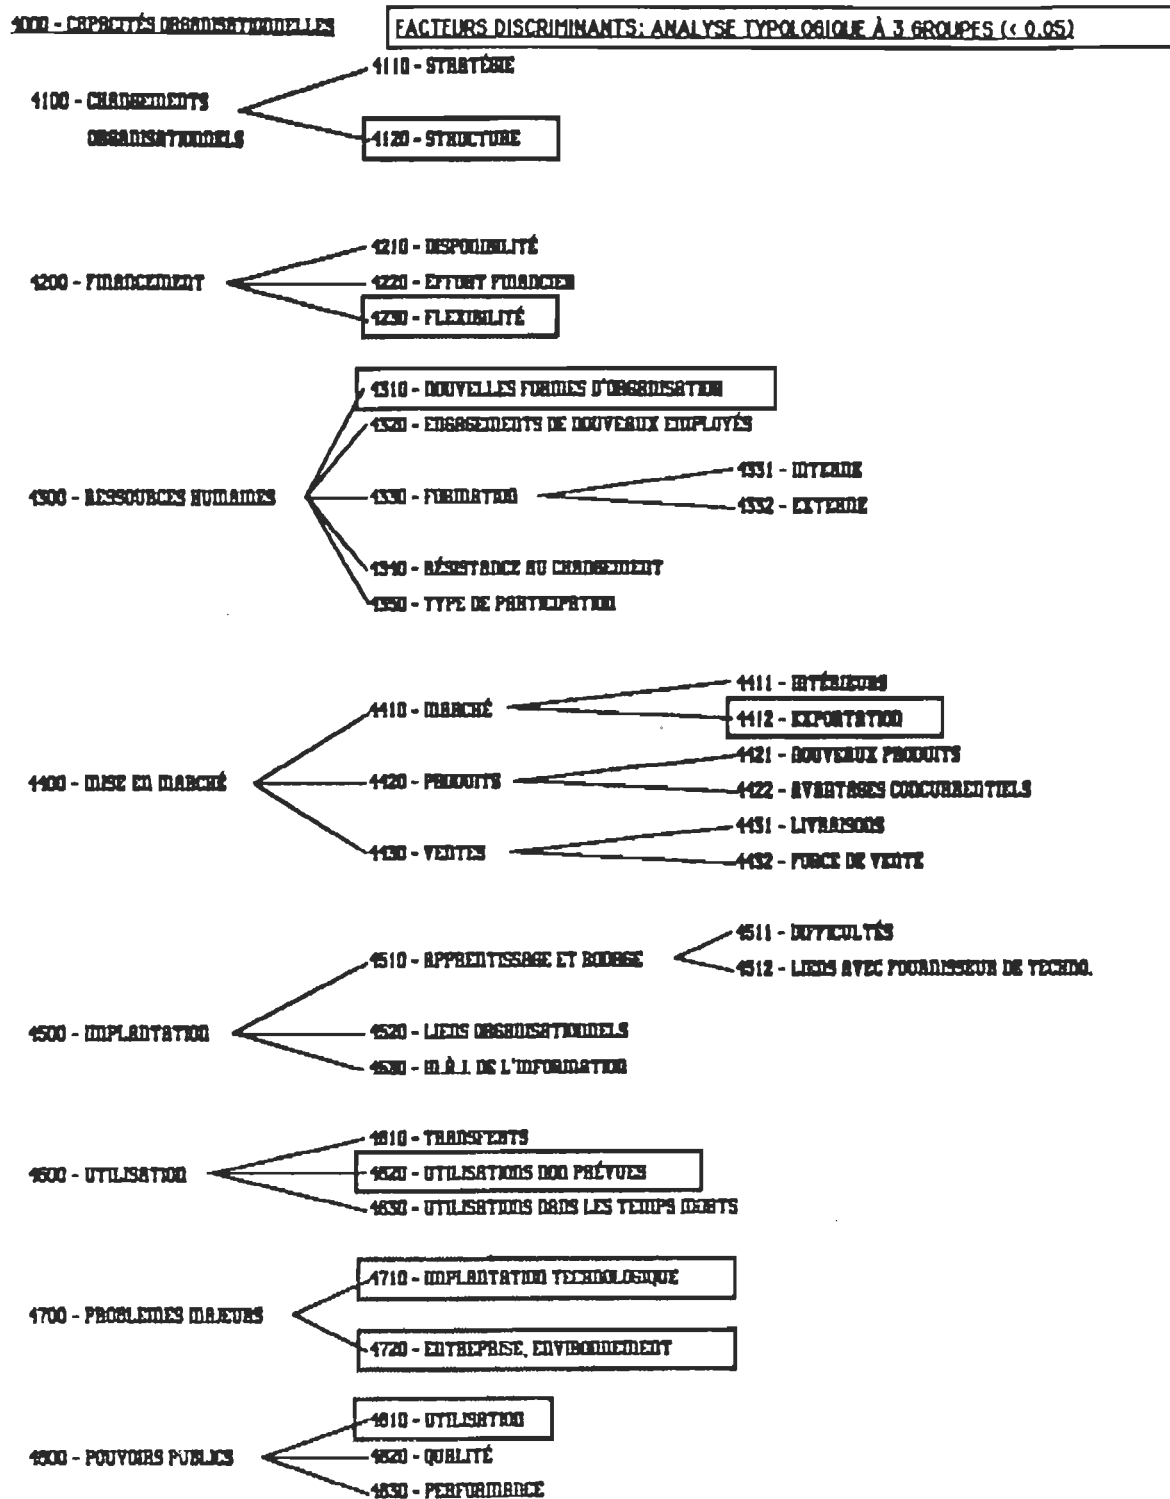 4000 - CAPACITÉS ORGANISATIONNELLES
FACTEURS DISCRIMINANTS: ANALYSE TYPOLOGIQUE À 3 GROUPES (< 0.05)
4110 - STRATÉGIE
4100 - CHANGEMENTS
ORGANISATIONNELS
4120 - STRUCTURE
4210 - DISPONIBILITÉ
4200 - FINANCEMENT
4220 - EFFORT FINANCIER
4230 - FLEXIBILITÉ
4310 - NOUVELLES FORMES D'ORGANISATION
4320 - ENGAGEMENTS DE NOUVEAUX EMPLOYÉS
4331 - INTERNE
4300 - RESSOURCES HUMAINES
4330 - FORMATION
4332 - EXTERNE
4340 - RÉSISTANCE AU CHANGEMENT
4350 - TYPE DE PARTICIPATION
4411 - INTÉRIEURS
4410 - MARCHÉ
4412 - EXPORTATION
4421 - NOUVEAUX PRODUITS
4400 - MISE EN MARCHÉ
4420 - PRODUITS
4422 - AVANTAGES CONCURRENTIELS
4431 - LIVRAISONS
4430 - VENTES
4432 - FORCE DE VENTE
4511 - DIFFICULTÉS
4510 - APPRENTISSAGE ET RODAGE
4512 - LIENS AVEC FOURNISSEUR DE TECHNO.
4500 - IMPLANTATION
4520 - LIENS ORGANISATIONNELS
4530 - M.À.J. DE L'INFORMATION
4610 - TRANSFERTS
4600 - UTILISATION
4620 - UTILISATIONS NON PRÉVUES
4630 - UTILISATIONS DANS LES TEMPS MORTS
4710 - IMPLANTATION TECHNOLOGIQUE
4700 - PROBLEMES MAJEURS
4720 - ENTREPRISE, ENVIRONNEMENT
4810 - UTILISATION
4800 - POUVOIRS PUBLICS
4820 - QUALITÉ
4830 - PERFORMANCE